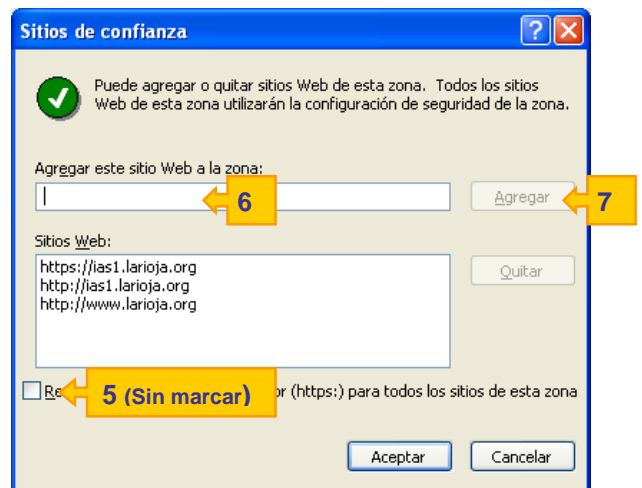 Sitios de confianza
Puede agregar o quitar sitios Web de esta zona. Todos los sitios
Web de esta zona utilizarán la configuración de seguridad de la zona.
Agregar este sitio Web a la zona:
6
Agregar
7
Sitios Web:
https://ias1.larioja.org
http://ias1.larioja.org
http://www.larioja.org
Quitar
5 (Sin marcar)
(https:) para todos los sitios de esta zona
Aceptar
Cancelar